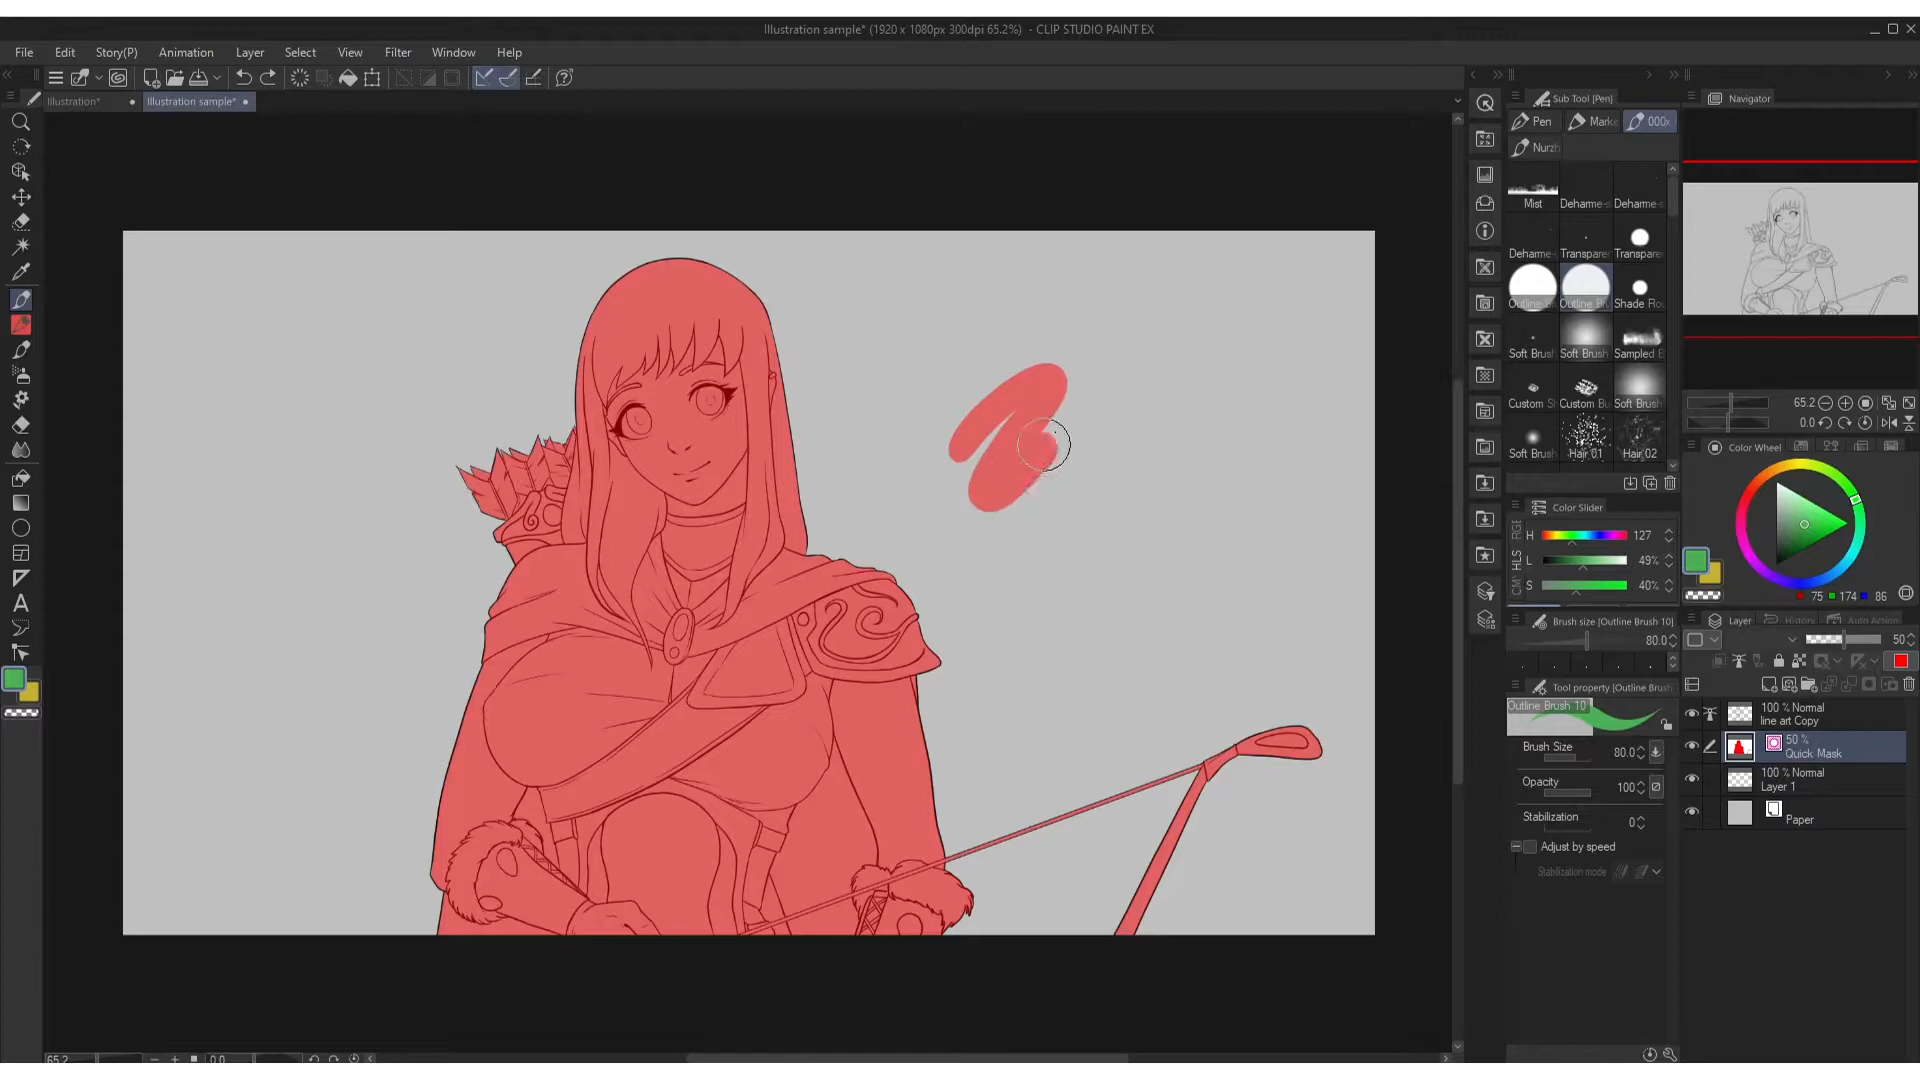 Illustration sample* (1920 x 1080px 300dpi 65.2%) - CLIP STUDIO PAINT EX
File Edit Story(P) Animation Layer Select View Filter Window Help
Illustration* Illustration sample*
Sub Tool [Pen]
Navigator
Pen Marke 000x
Nurzh
Mist Deharme-s Deharme-
Deharme- Transpare Transpare
Outline Br Outline Br Shade Ro
Soft Brush Soft Brush Sampled B
Custom S Custom Bu Soft Brush
Soft Brush Hair 01 Hair 02
65.2
0.0
Color Wheel
Color Slider
RGB
HLS
H 127
L 49%
S 40%
75 174 86
Brush size [Outline Brush 10]
80.0
Layer History Auto Action
50
Tool property [Outline Brush
Outline Brush 10
Brush Size 80.0
Opacity 100
Stabilization 0
Adjust by speed
Stabilization mode
100 % Normal
line art Copy
50 %
Quick Mask
100 % Normal
Layer 1
Paper
65.2 0.0